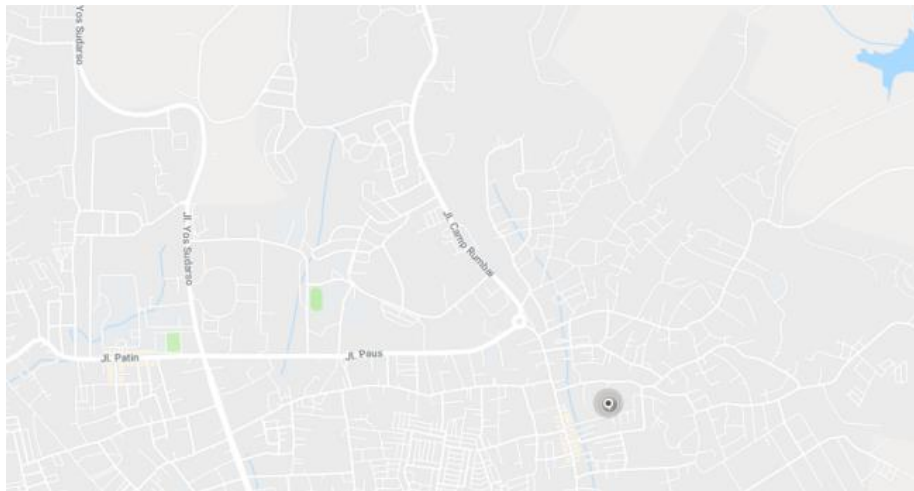 Yos Sudarso
Jl. Camp Rumbai
Jl. Yos Sudarso
Jl. Patin
Jl. Paus